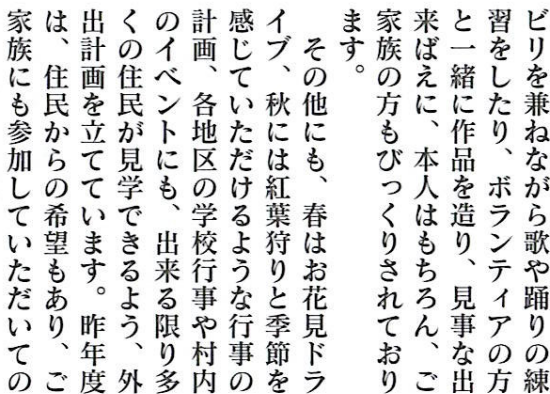 ビリを兼ねながら歌や踊りの練
習をしたり、ボランティアの方
と一緒に作品を造り、見事な出
来ばえに、本人はもちろん、ご
家族の方もびっくりされており
ます。
その他にも、春はお花見ドラ
イブ、秋には紅葉狩りと季節を
感じていただけるような行事の
計画、各地区の学校行事や村内
のイベントにも、出来る限り多
くの住民が見学できるよう、外
出計画を立てています。昨年度
は、住民からの希望もあり、ご
家族にも参加していただいての